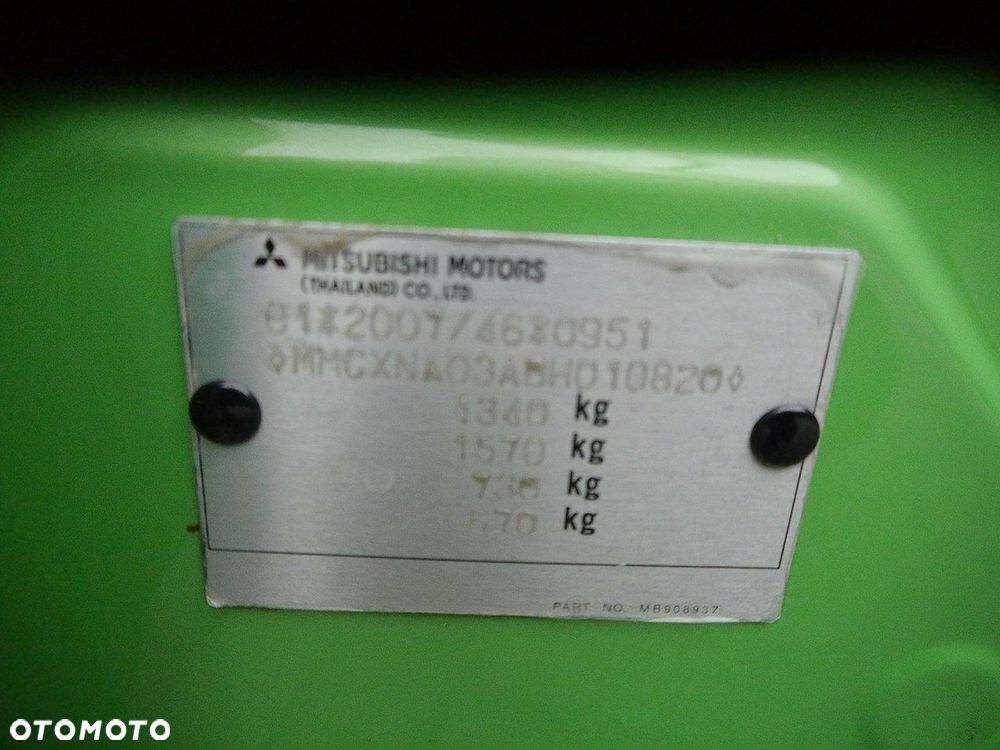 MITSUBISHI MOTORS
(THAILAND) CO., LTD.
e1*2007/46*0951
◊MMCXNA03ABH010820◊
1340 kg
1570 kg
730 kg
670 kg
PART NO. MB908937
OTOMOTO